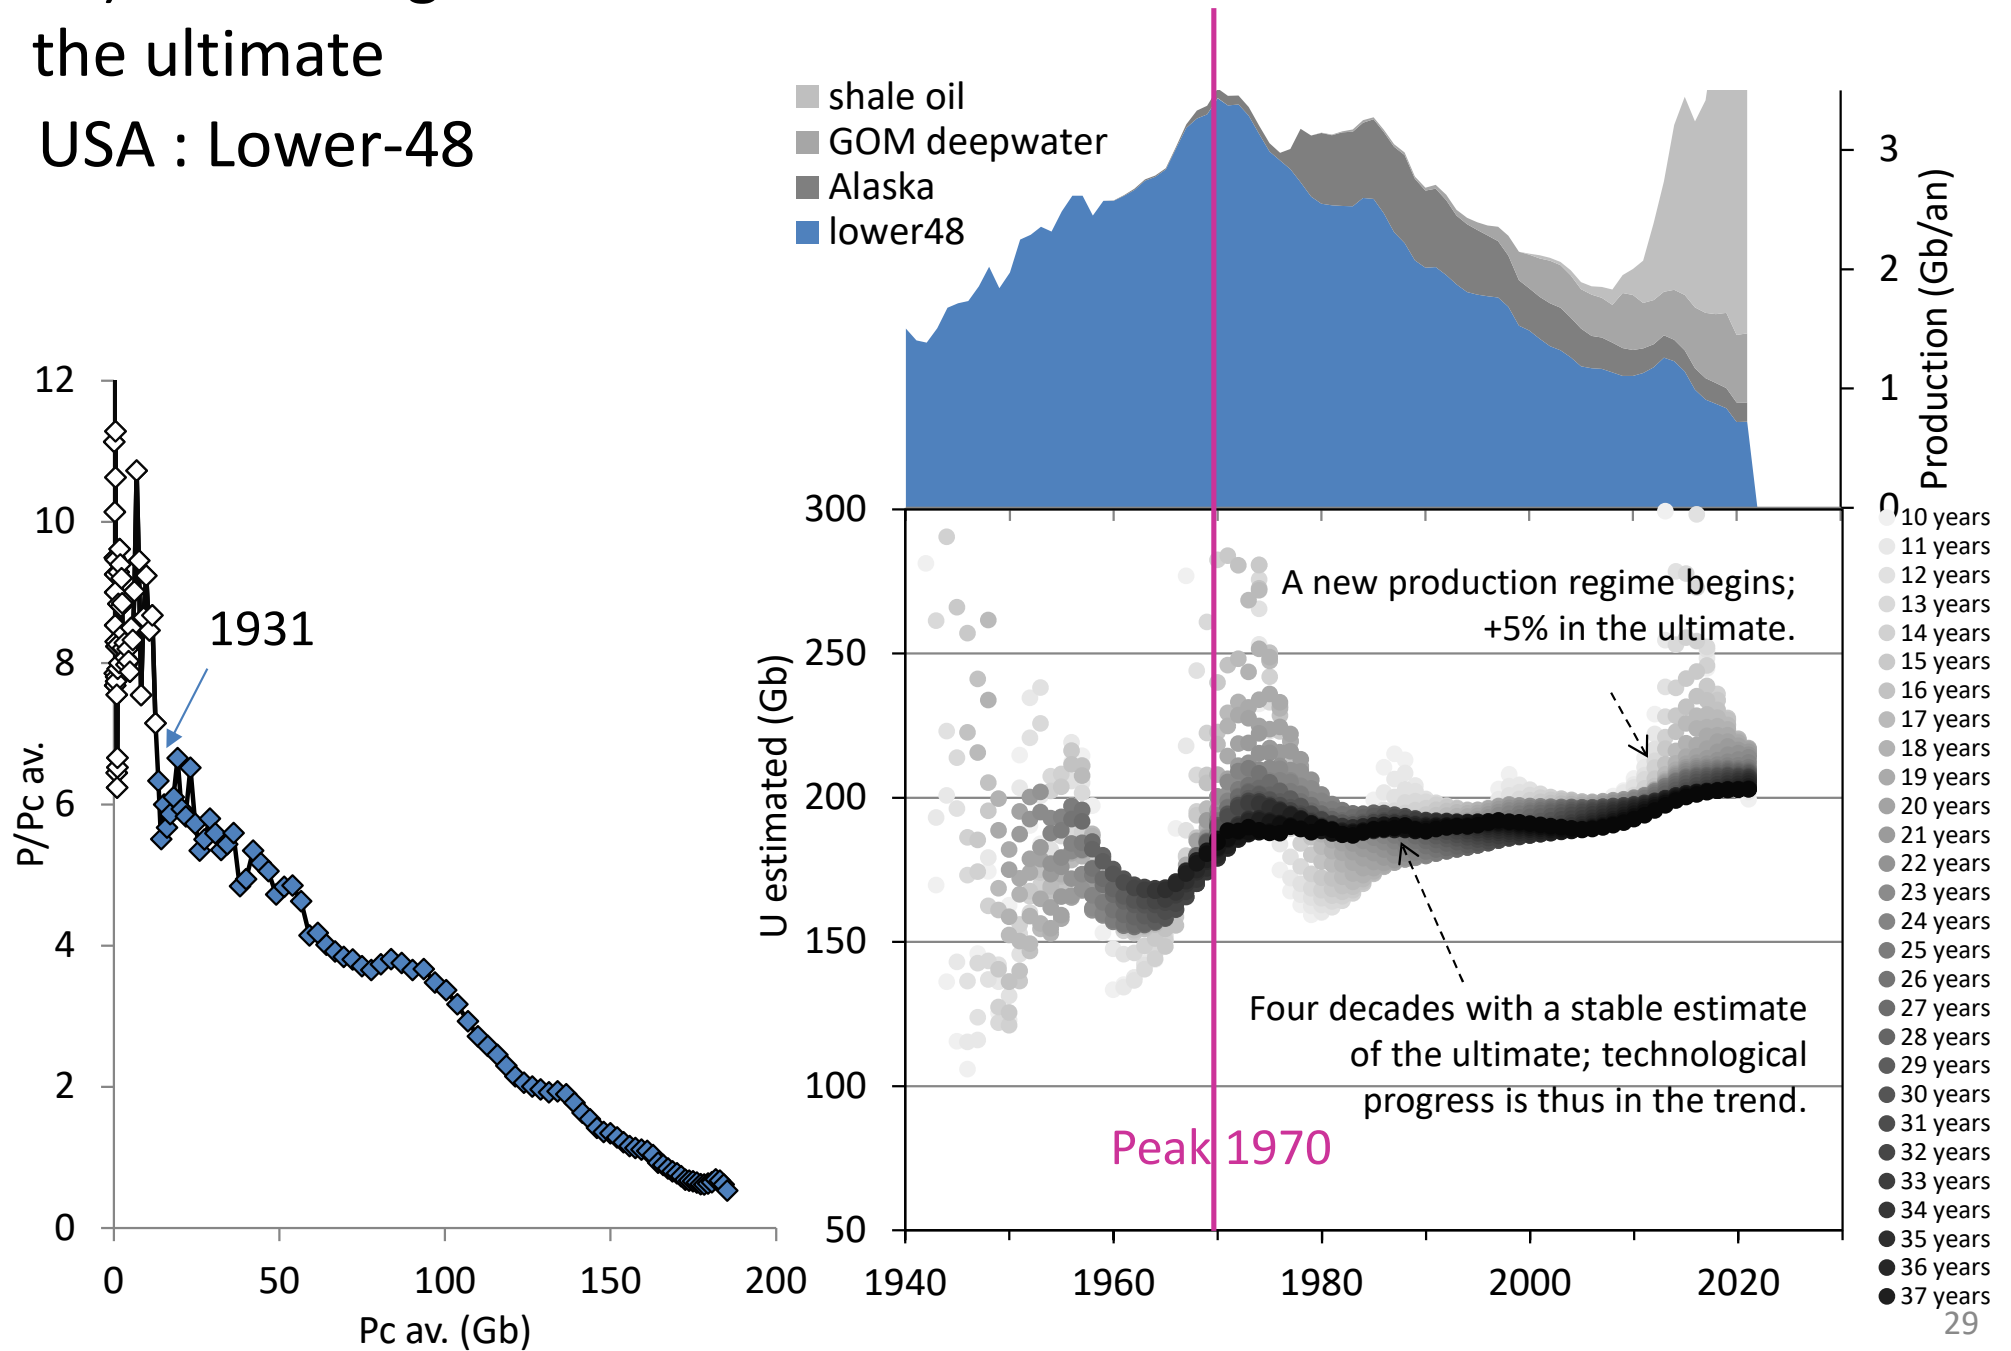 the ultimate
USA : Lower-48
shale oil
GOM deepwater
Alaska
lower48
3
2
1
0
Production (Gb/an)
12
10
8
6
4
2
0
P/Pc av.
1931
0
50
100
150
200
Pc av. (Gb)
300
250
200
150
100
50
U estimated (Gb)
A new production regime begins;
+5% in the ultimate.
Four decades with a stable estimate
of the ultimate; technological
progress is thus in the trend.
Peak 1970
1940
1960
1980
2000
2020
10 years
11 years
12 years
13 years
14 years
15 years
16 years
17 years
18 years
19 years
20 years
21 years
22 years
23 years
24 years
25 years
26 years
27 years
28 years
29 years
30 years
31 years
32 years
33 years
34 years
35 years
36 years
37 years
29